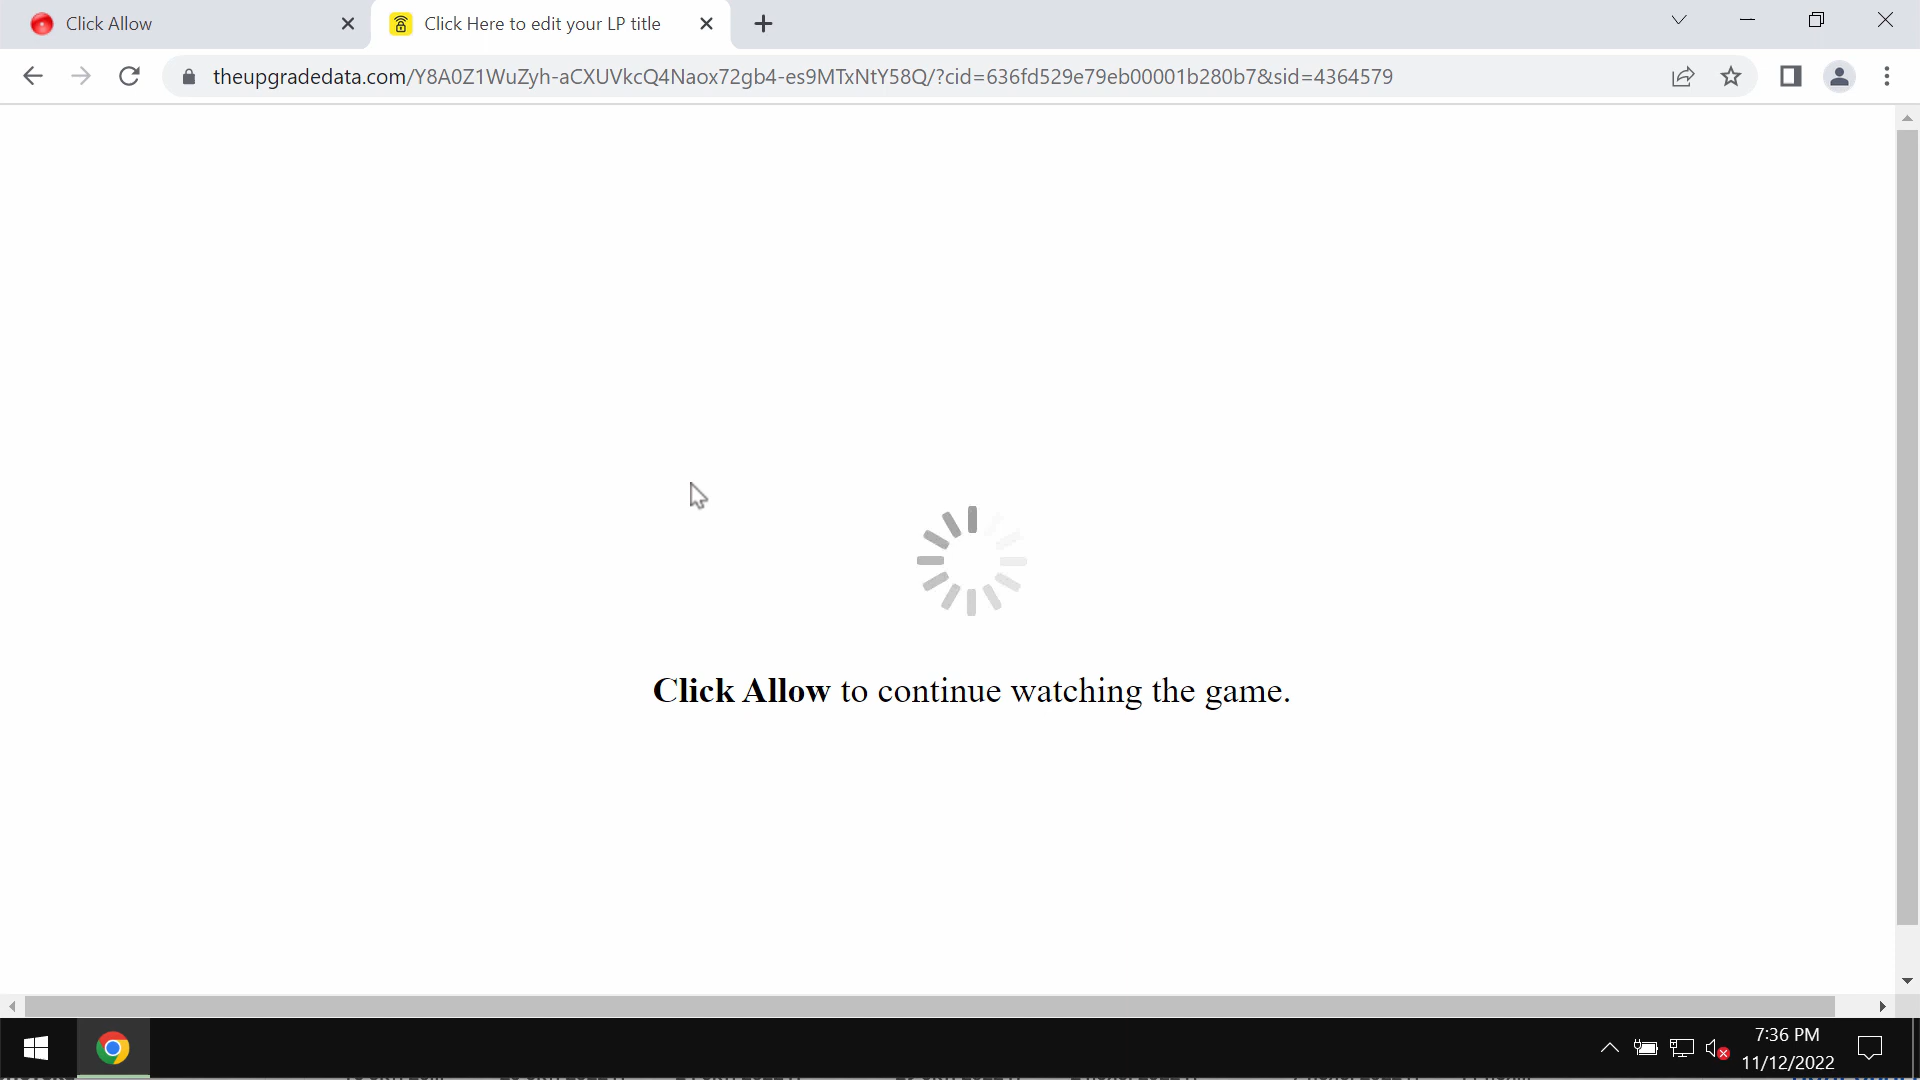 Click Allow
Click Here to edit your LP title
theupgradedata.com/Y8A0Z1WuZyh-aCXUVkcQ4Naox72gb4-es9MTxNtY58Q/?cid=636fd529e79eb00001b280b7&sid=4364579
Click Allow to continue watching the game.
7:36 PM
11/12/2022